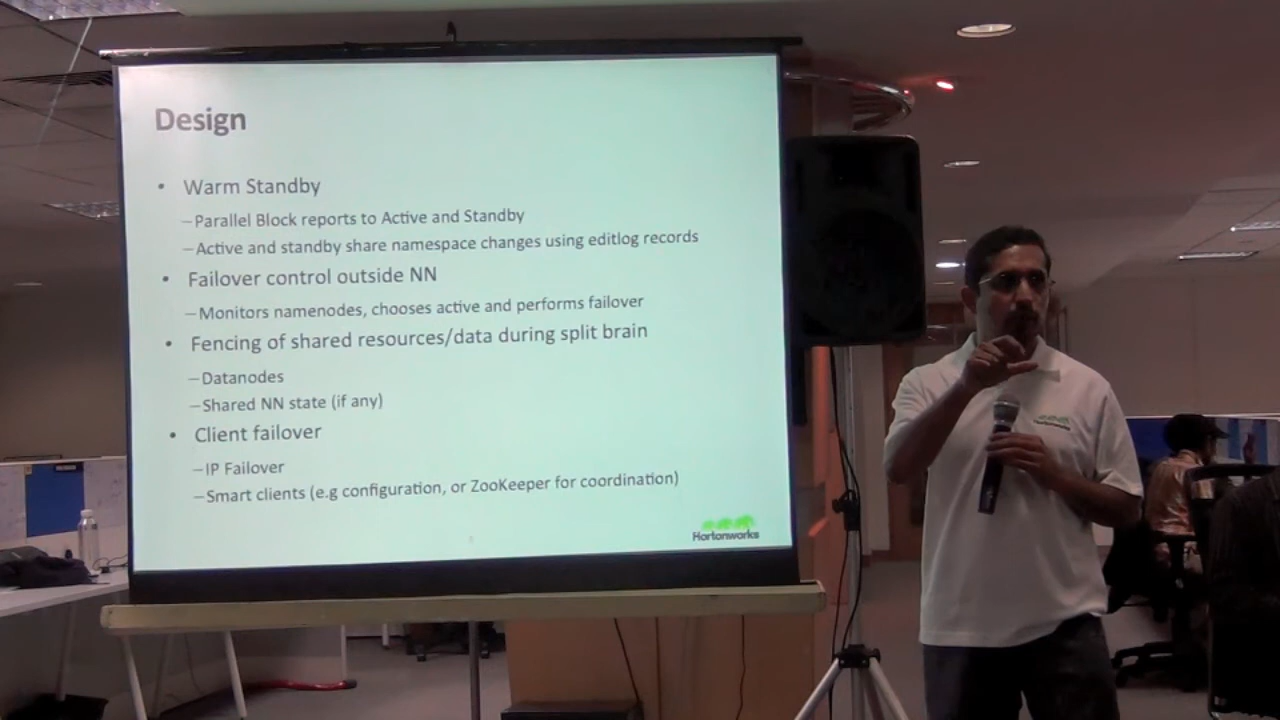 Design
• Warm Standby
–Parallel Block reports to Active and Standby
–Active and standby share namespace changes using editlog records
• Failover control outside NN
–Monitors namenodes, chooses active and performs failover
• Fencing of shared resources/data during split brain
–Datanodes
–Shared NN state (if any)
• Client failover
–IP Failover
–Smart clients (e.g configuration, or ZooKeeper for coordination)
Hortonworks
Hortonworks